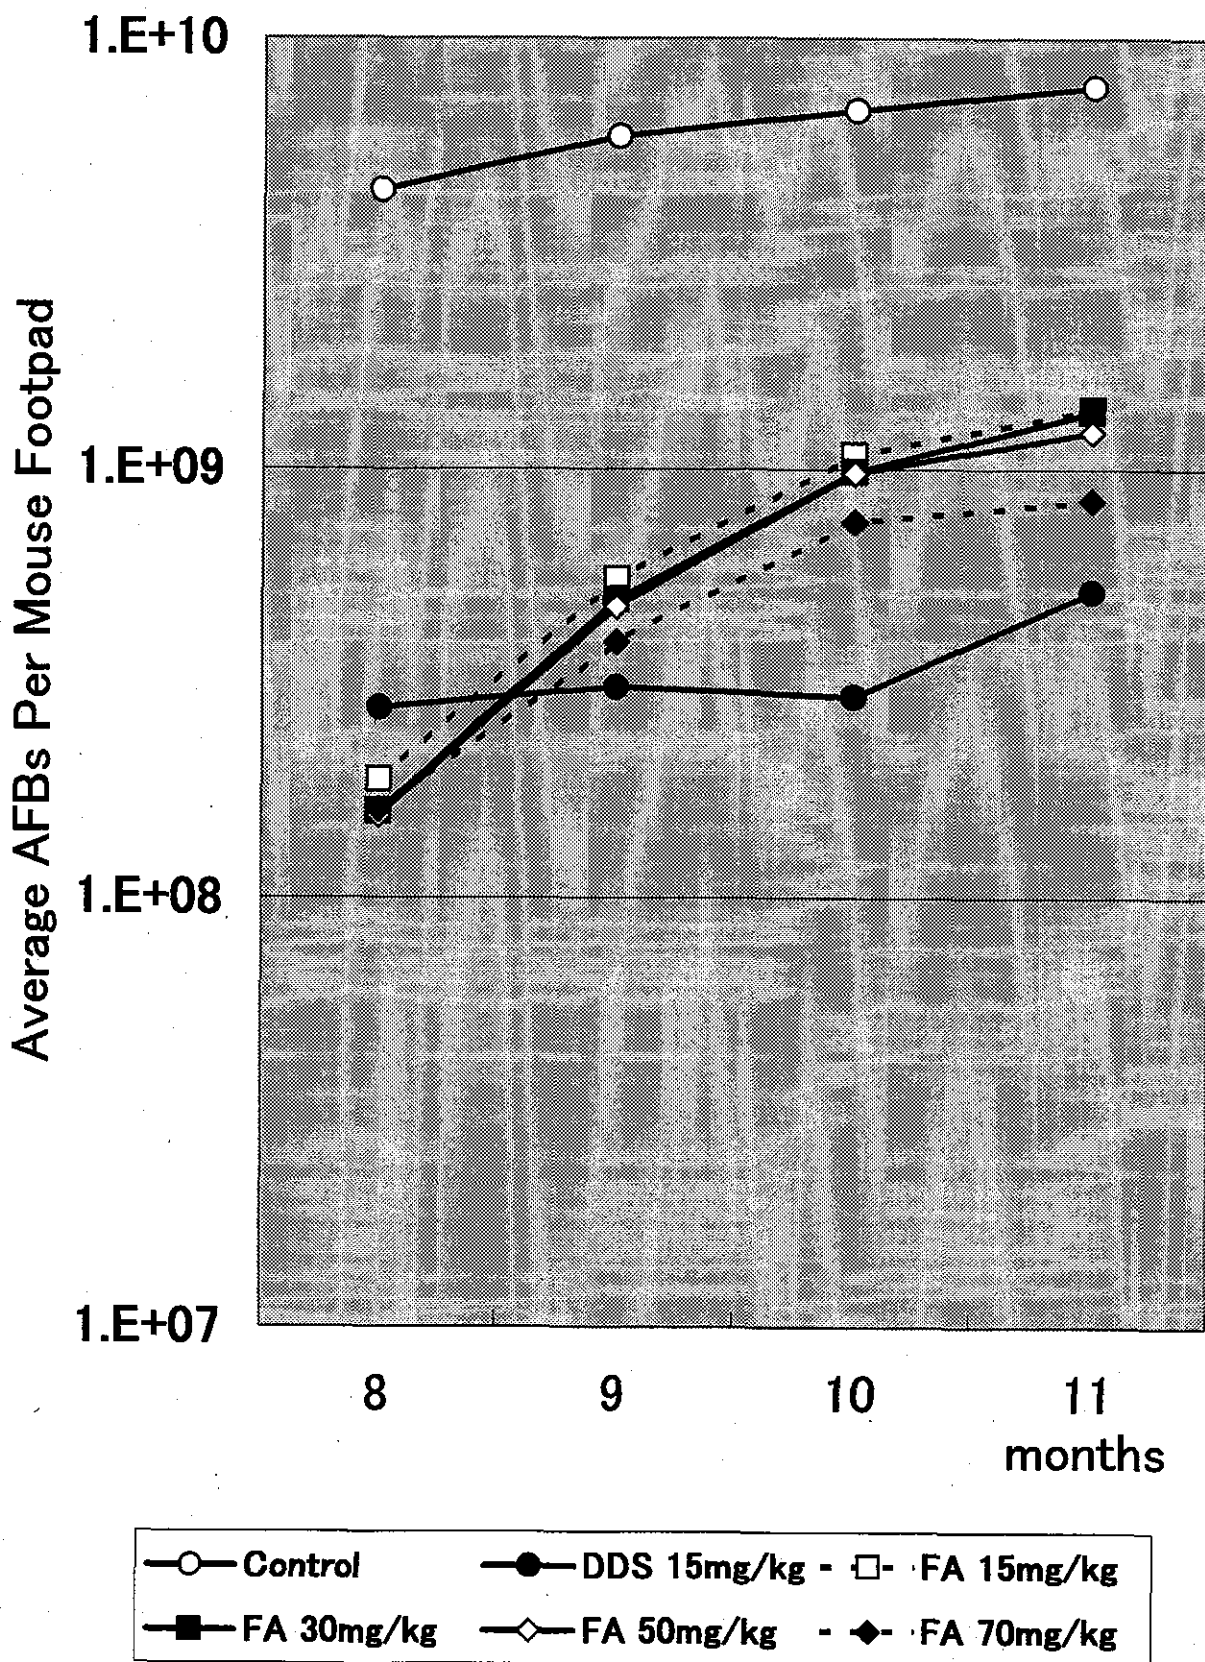 1.E+10
1.E+09
1.E+08
1.E+07
Average AFBs Per Mouse Footpad
8 9 10 11
months
Control DDS 15mg/kg FA 15mg/kg
FA 30mg/kg FA 50mg/kg FA 70mg/kg